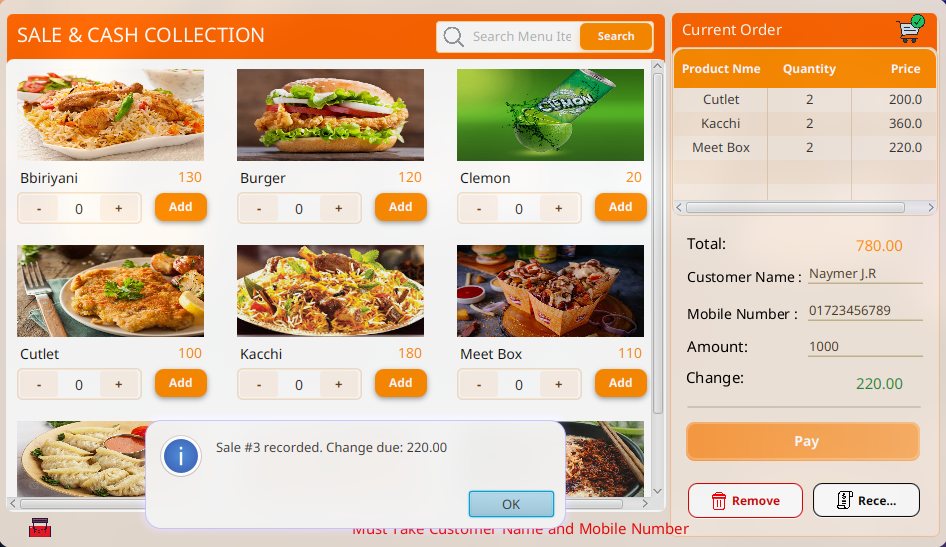 SALE & CASH COLLECTION
Search Menu Ite
Search
CLEMON
Bbiriyani 130
Burger 120
Clemon 20
- 0 + Add
- 0 + Add
- 0 + Add
Cutlet 100
Kacchi 180
Meet Box 110
- 0 + Add
- 0 + Add
- 0 + Add
Sale #3 recorded. Change due: 220.00
OK
Must Take Customer Name and Mobile Number
Current Order
Product Nme Quantity Price
Cutlet 2 200.0
Kacchi 2 360.0
Meet Box 2 220.0
Total: 780.00
Customer Name : Naymer J.R
Mobile Number : 01723456789
Amount: 1000
Change: 220.00
Pay
Remove
Rece...